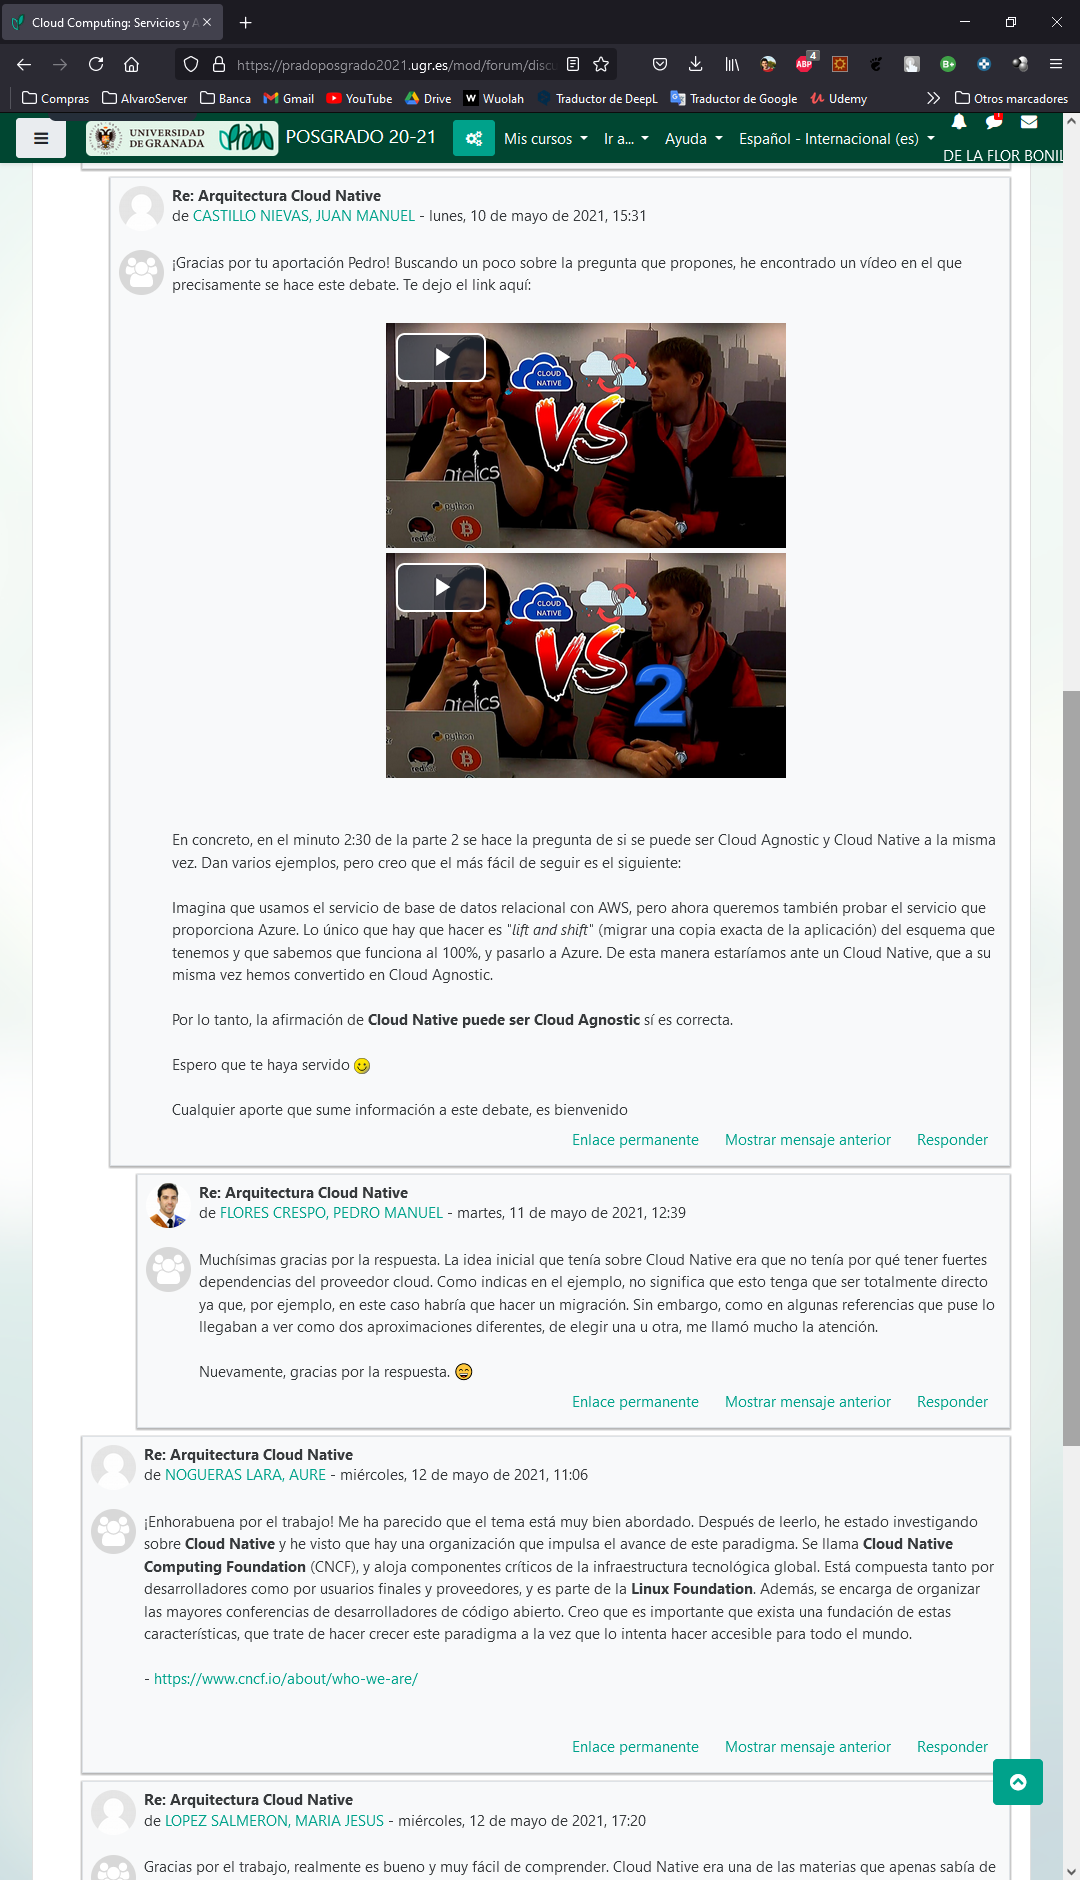 Cloud Computing: Servicios y A
https://pradoposgrado2021.ugr.es/mod/forum/discu
ABP
4
B+
Compras
AlvaroServer
Banca
Gmail
YouTube
Drive
Wuolah
Traductor de DeepL
Traductor de Google
Udemy
Otros marcadores
UNIVERSIDAD
DE GRANADA
POSGRADO 20-21
Mis cursos
Ir a...
Ayuda
Español - Internacional (es)
DE LA FLOR BONIL
Re: Arquitectura Cloud Native
de CASTILLO NIEVAS, JUAN MANUEL - lunes, 10 de mayo de 2021, 15:31
¡Gracias por tu aportación Pedro! Buscando un poco sobre la pregunta que propones, he encontrado un vídeo en el que
precisamente se hace este debate. Te dejo el link aquí:
CLOUD
NATIVE
VS
atelics
python
redhat
CLOUD
NATIVE
VS
2
atelics
python
redhat
En concreto, en el minuto 2:30 de la parte 2 se hace la pregunta de si se puede ser Cloud Agnostic y Cloud Native a la misma
vez. Dan varios ejemplos, pero creo que el más fácil de seguir es el siguiente:
Imagina que usamos el servicio de base de datos relacional con AWS, pero ahora queremos también probar el servicio que
proporciona Azure. Lo único que hay que hacer es "lift and shift" (migrar una copia exacta de la aplicación) del esquema que
tenemos y que sabemos que funciona al 100%, y pasarlo a Azure. De esta manera estaríamos ante un Cloud Native, que a su
misma vez hemos convertido en Cloud Agnostic.
Por lo tanto, la afirmación de Cloud Native puede ser Cloud Agnostic sí es correcta.
Espero que te haya servido
Cualquier aporte que sume información a este debate, es bienvenido
Enlace permanente Mostrar mensaje anterior Responder
Re: Arquitectura Cloud Native
de FLORES CRESPO, PEDRO MANUEL - martes, 11 de mayo de 2021, 12:39
Muchísimas gracias por la respuesta. La idea inicial que tenía sobre Cloud Native era que no tenía por qué tener fuertes
dependencias del proveedor cloud. Como indicas en el ejemplo, no significa que esto tenga que ser totalmente directo
ya que, por ejemplo, en este caso habría que hacer un migración. Sin embargo, como en algunas referencias que puse lo
llegaban a ver como dos aproximaciones diferentes, de elegir una u otra, me llamó mucho la atención.
Nuevamente, gracias por la respuesta.
Enlace permanente Mostrar mensaje anterior Responder
Re: Arquitectura Cloud Native
de NOGUERAS LARA, AURE - miércoles, 12 de mayo de 2021, 11:06
¡Enhorabuena por el trabajo! Me ha parecido que el tema está muy bien abordado. Después de leerlo, he estado investigando
sobre Cloud Native y he visto que hay una organización que impulsa el avance de este paradigma. Se llama Cloud Native
Computing Foundation (CNCF), y aloja componentes críticos de la infraestructura tecnológica global. Está compuesta tanto por
desarrolladores como por usuarios finales y proveedores, y es parte de la Linux Foundation. Además, se encarga de organizar
las mayores conferencias de desarrolladores de código abierto. Creo que es importante que exista una fundación de estas
características, que trate de hacer crecer este paradigma a la vez que lo intenta hacer accesible para todo el mundo.
- https://www.cncf.io/about/who-we-are/
Enlace permanente Mostrar mensaje anterior Responder
Re: Arquitectura Cloud Native
de LOPEZ SALMERON, MARIA JESUS - miércoles, 12 de mayo de 2021, 17:20
Gracias por el trabajo, realmente es bueno y muy fácil de comprender. Cloud Native era una de las materias que apenas sabía de